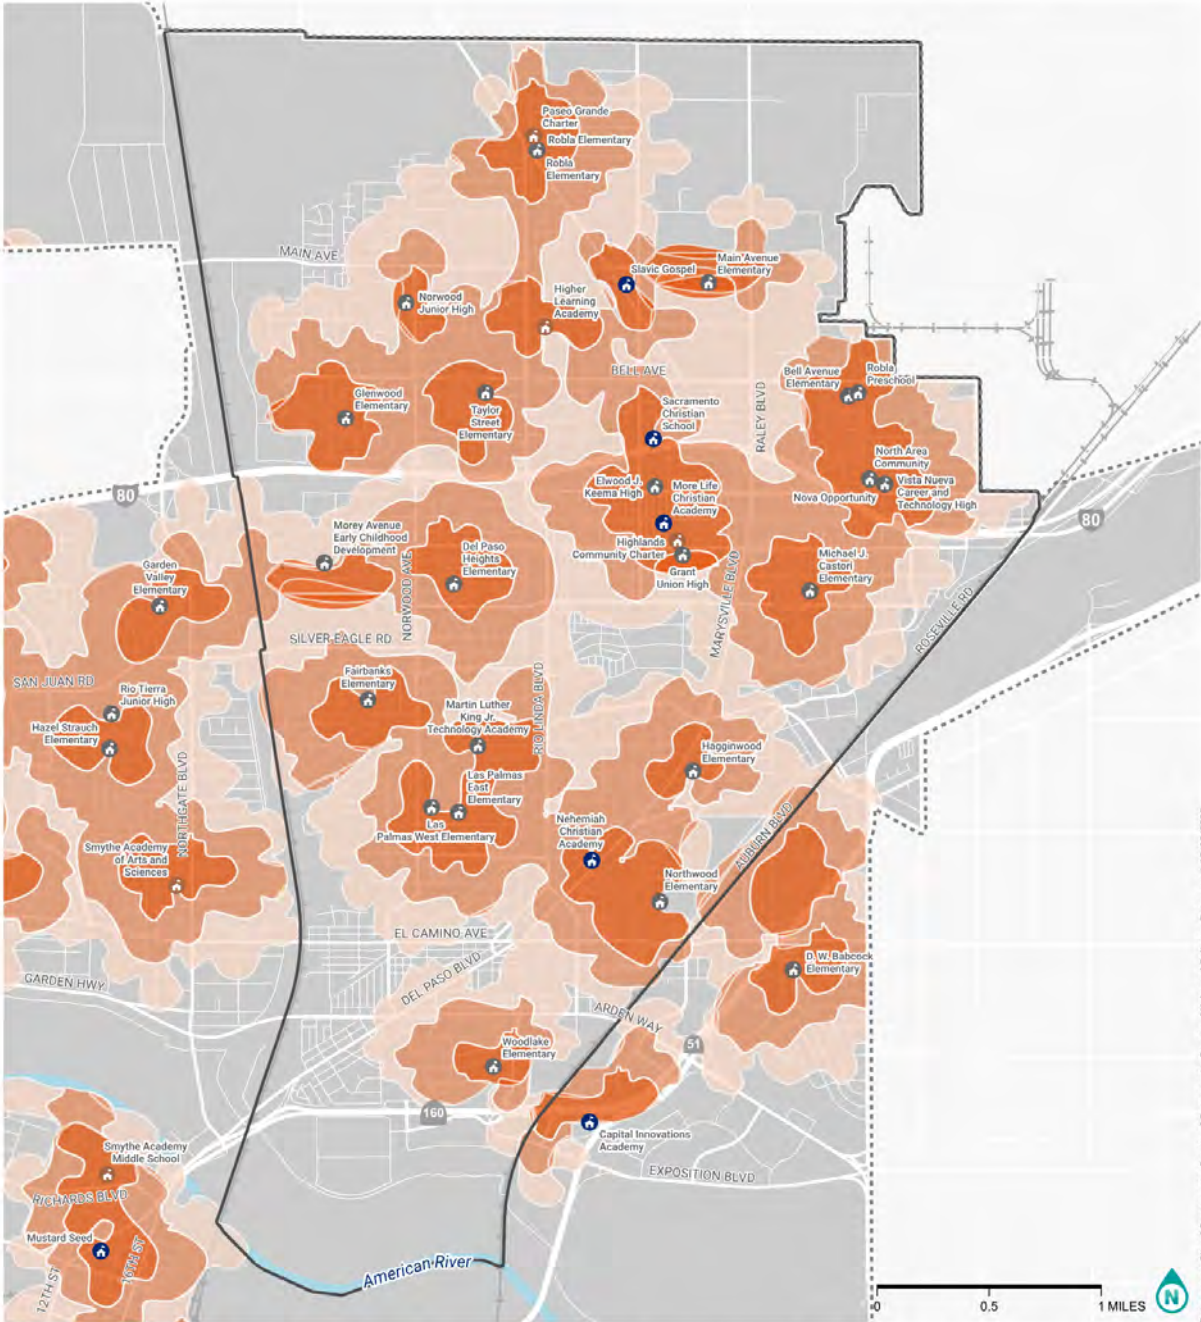 Paseo Grande
Charter
Robla Elementary
Robla
Elementary
MAIN AVE
Slavic Gospel
Main Avenue
Elementary
Norwood
Junior High
Higher
Learning
Academy
BELL AVE
Bell Avenue
Elementary
Robla
Preschool
Glenwood
Elementary
Taylor
Street
Elementary
Sacramento
Christian
School
RALEY BLVD
North Area
Community
Elwood J.
Keema High
More Life
Christian
Academy
Nova Opportunity
Vista Nueva
Career and
Technology High
80
80
Morey Avenue
Early Childhood
Development
NORWOOD AVE
Del Paso
Heights
Elementary
Highlands
Community Charter
Grant
Union High
MARYSVILLE BLVD
Michael J.
Castori
Elementary
Garden
Valley
Elementary
ROSEVILLE RD
SILVER EAGLE RD
SAN JUAN RD
Rio Tierra
Junior High
Fairbanks
Elementary
Hazel Strauch
Elementary
Martin Luther
King Jr.
Technology Academy
RIO LINDA BLVD
Hagginwood
Elementary
NORTHGATE BLVD
Las Palmas
East
Elementary
Las
Palmas West Elementary
Nehemiah
Christian
Academy
AUBURN BLVD
Smythe Academy
of Arts and
Sciences
Northwood
Elementary
EL CAMINO AVE
D. W. Babcock
Elementary
GARDEN HWY
DEL PASO BLVD
ARDEN WAY
Woodlake
Elementary
51
160
Capital Innovations
Academy
Smythe Academy
Middle School
EXPOSITION BLVD
RICHARDS BLVD
Mustard Seed
16TH ST
12TH ST
American River
0
0.5
1 MILES
N